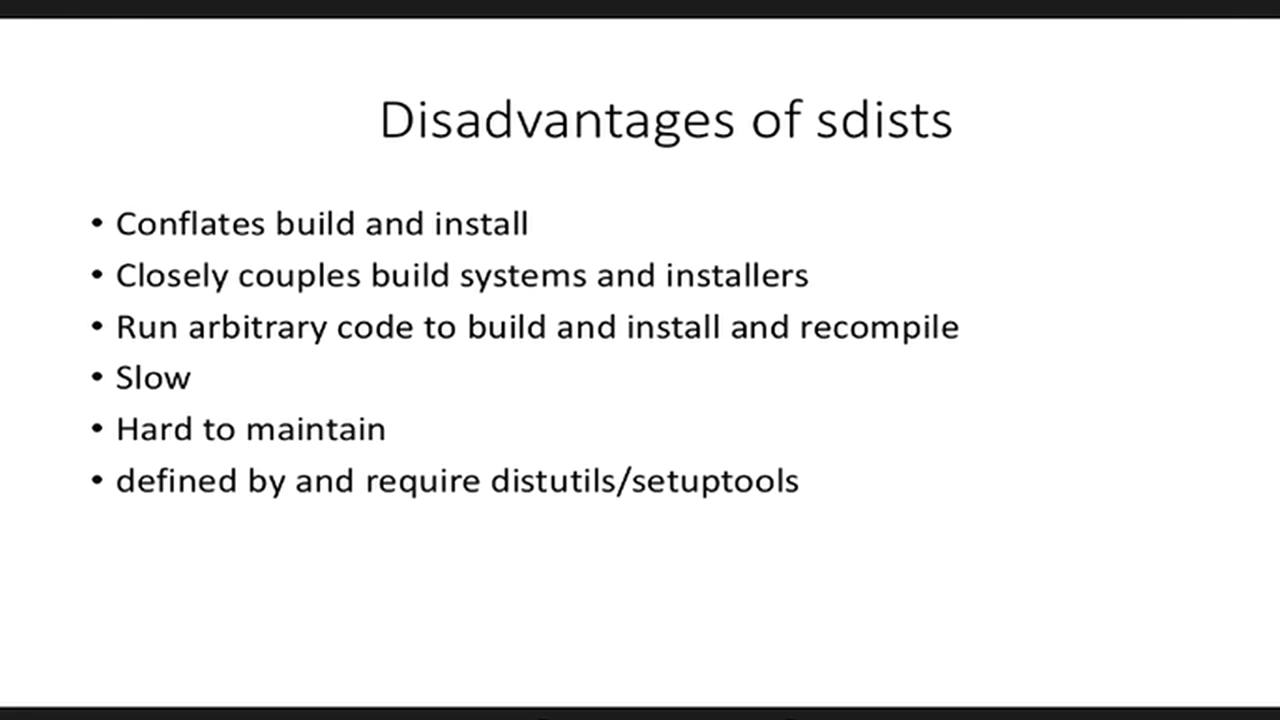 Disadvantages of sdists
• Conflates build and install
• Closely couples build systems and installers
• Run arbitrary code to build and install and recompile
• Slow
• Hard to maintain
• defined by and require distutils/setuptools